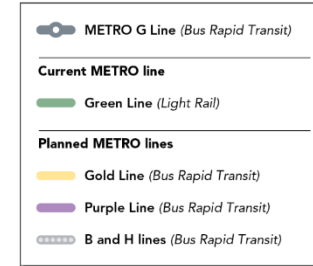 METRO G Line (Bus Rapid Transit)
Current METRO line
Green Line (Light Rail)
Planned METRO lines
Gold Line (Bus Rapid Transit)
Purple Line (Bus Rapid Transit)
B and H lines (Bus Rapid Transit)